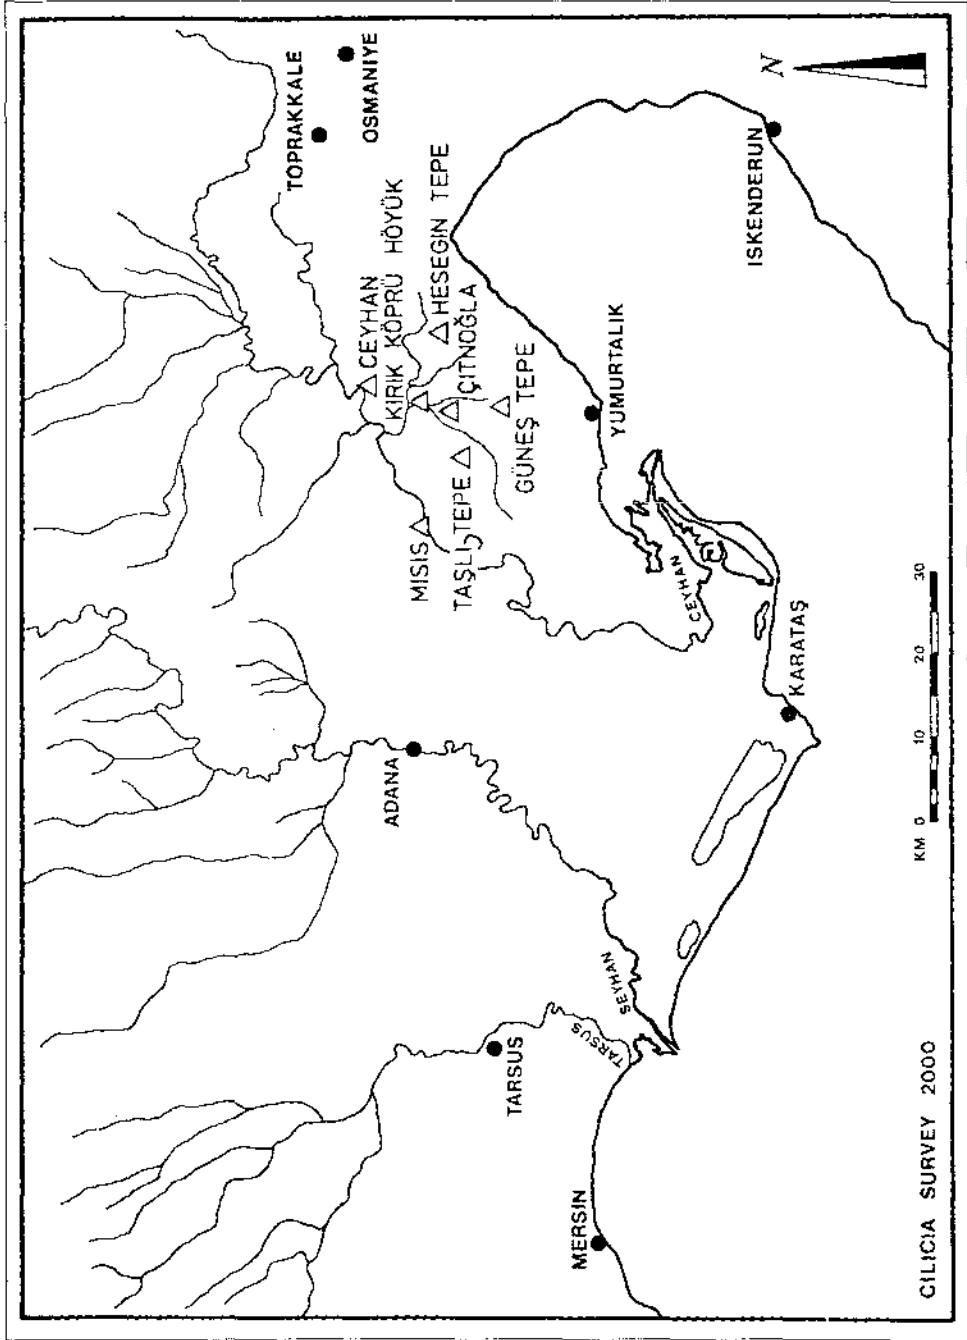 TOPRAKKALE
OSMANIYE
CEYHAN
KIRIK KÖPRÜ HÖYÜK
HESEGIN TEPE
ÇITNOĞLA
GÜNEŞ TEPE
MISIS
TAŞLI TEPE
ADANA
TARSUS
MERSIN
SEYHAN
TARSUS
CEYHAN
YUMURTALIK
ISKENDERUN
KARATAŞ
N
KM 0 10 20 30
CILICIA SURVEY 2000